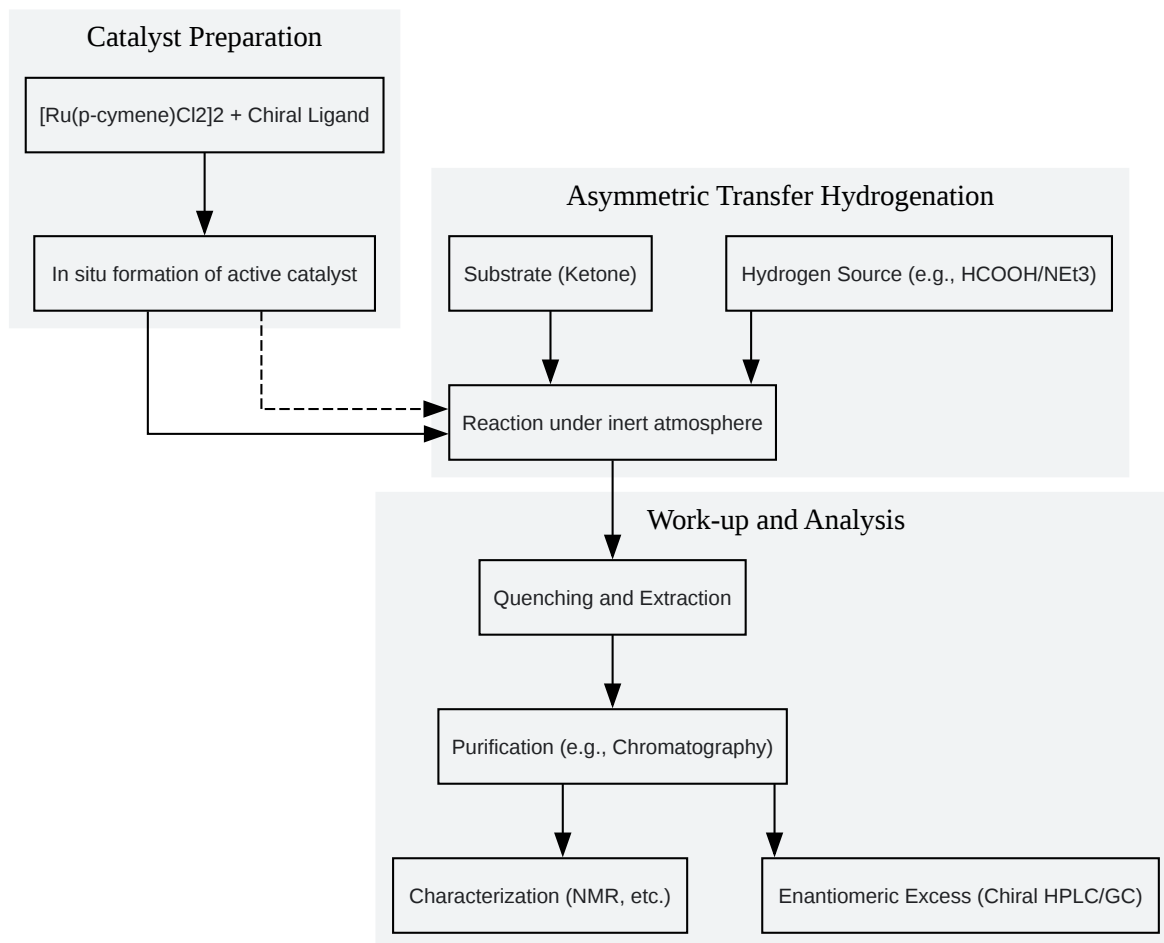 Catalyst Preparation
[Ru(p-cymene)Cl2]2 + Chiral Ligand
In situ formation of active catalyst
Asymmetric Transfer Hydrogenation
Substrate (Ketone)
Hydrogen Source (e.g., HCOOH/NEt3)
Reaction under inert atmosphere
Work-up and Analysis
Quenching and Extraction
Purification (e.g., Chromatography)
Characterization (NMR, etc.)
Enantiomeric Excess (Chiral HPLC/GC)